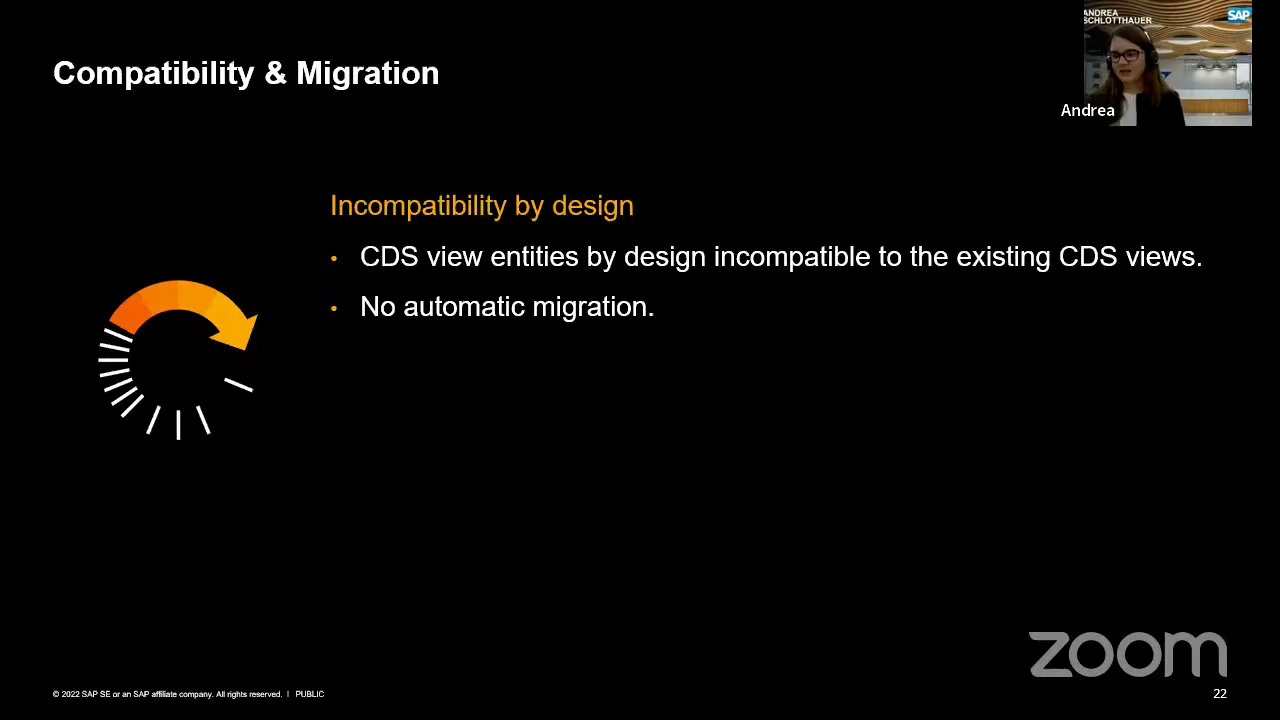 Compatibility & Migration
ANDREA
SCHLOTTHAUER
SAP
Andrea
Incompatibility by design
• CDS view entities by design incompatible to the existing CDS views.
• No automatic migration.
zoom
© 2022 SAP SE or an SAP affiliate company. All rights reserved. | PUBLIC
22